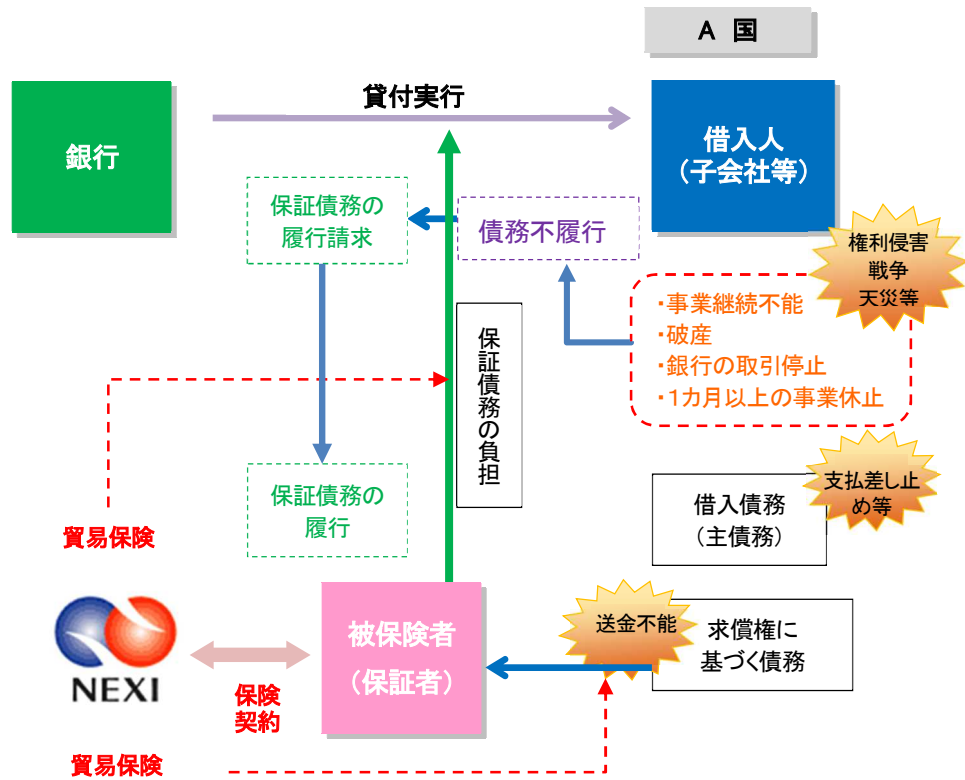 A 国
貸付実行
銀行
借入人
（子会社等）
保証債務の
履行請求
債務不履行
権利侵害
戦争
天災等
・事業継続不能
・破産
・銀行の取引停止
・1カ月以上の事業休止
保証債務の負担
保証債務の
履行
支払差し止
め等
借入債務
（主債務）
貿易保険
NEXI
保険
契約
被保険者
（保証者）
送金不能
求償権に
基づく債務
貿易保険